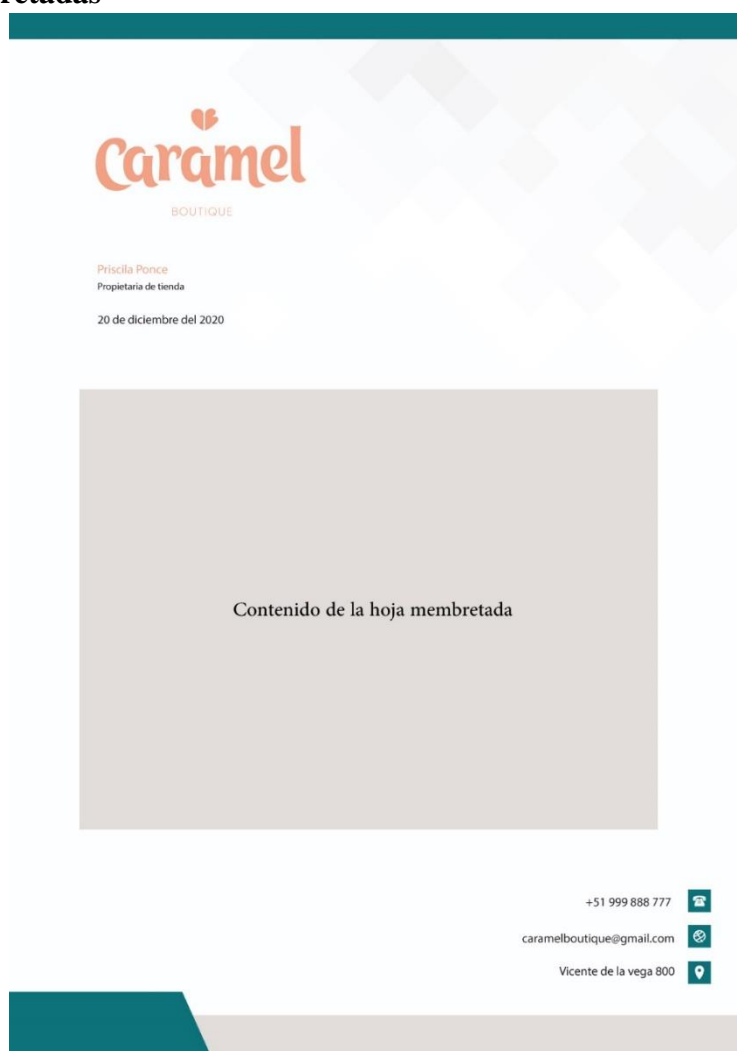 Caramel
BOUTIQUE
Priscila Ponce
Propietaria de tienda
20 de diciembre del 2020
Contenido de la hoja membretada
+51 999 888 777
caramelboutique@gmail.com
Vicente de la vega 800